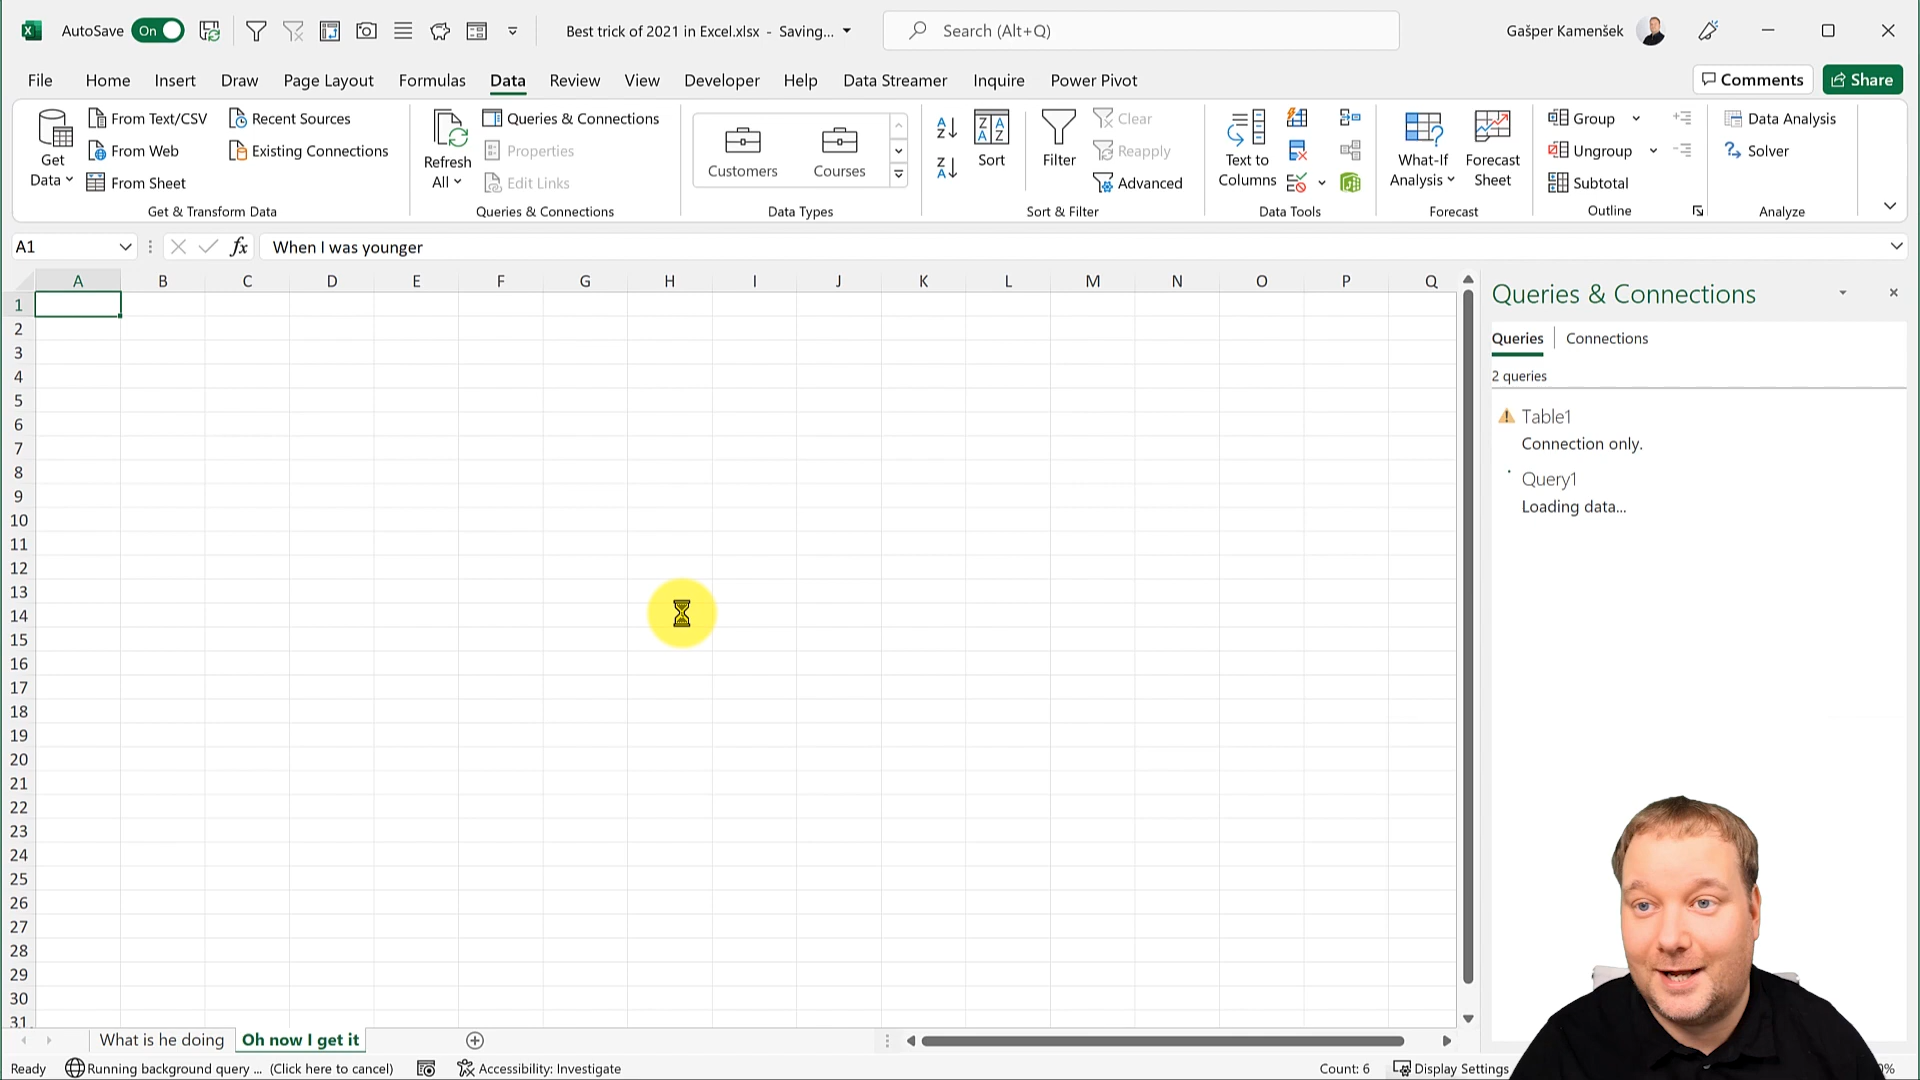 AutoSave On Best trick of 2021 in Excel.xlsx - Saving... Search (Alt+Q) Gašper Kamenšek
File Home Insert Draw Page Layout Formulas Data Review View Developer Help Data Streamer Inquire Power Pivot Comments Share
Get Data
From Text/CSV
From Web
From Sheet
Recent Sources
Existing Connections
Get & Transform Data
Refresh All
Queries & Connections
Properties
Edit Links
Queries & Connections
Customers
Courses
Data Types
Sort
Filter
Clear
Reapply
Advanced
Sort & Filter
Text to Columns
Data Tools
What-If Analysis
Forecast Sheet
Forecast
Group
Ungroup
Subtotal
Outline
Data Analysis
Solver
Analyze
A1 fx When I was younger
A B C D E F G H I J K L M N O P Q
1
2
3
4
5
6
7
8
9
10
11
12
13
14
15
16
17
18
19
20
21
22
23
24
25
26
27
28
29
30
31
Queries & Connections
Queries Connections
2 queries
Table1
Connection only.
Query1
Loading data...
What is he doing Oh now I get it
Ready Running background query ... (Click here to cancel) Accessibility: Investigate Count: 6 Display Settings